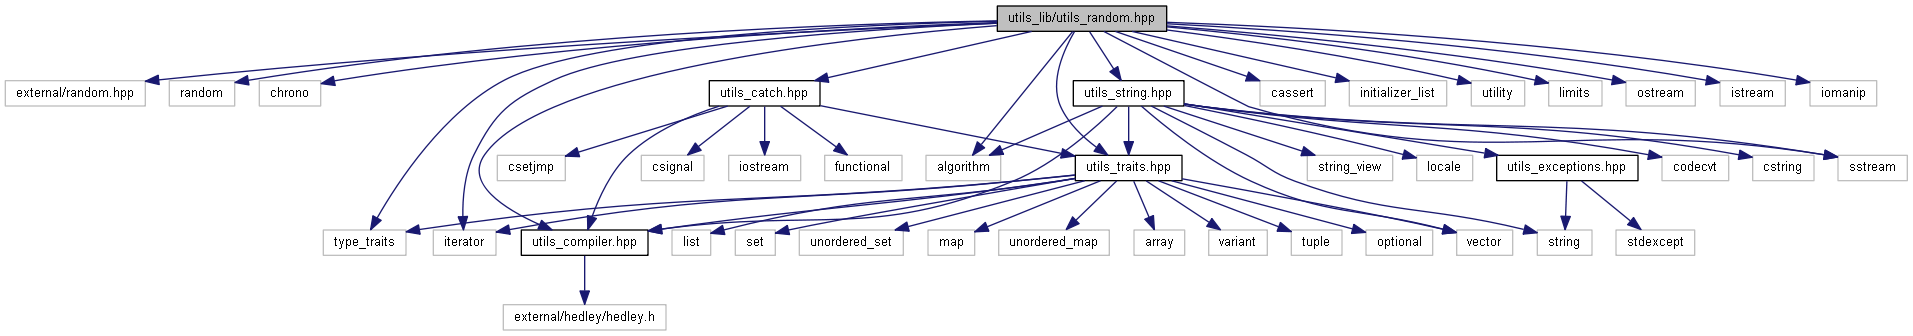 utils_lib/utils_random.hpp
external/random.hpp
random
chrono
utils_catch.hpp
utils_string.hpp
cassert
initializer_list
utility
limits
ostream
istream
iomanip
csetjmp
csignal
iostream
functional
algorithm
utils_traits.hpp
string_view
locale
utils_exceptions.hpp
codecvt
cstring
sstream
type_traits
iterator
utils_compiler.hpp
list
set
unordered_set
map
unordered_map
array
variant
tuple
optional
vector
string
stdexcept
external/hedley/hedley.h